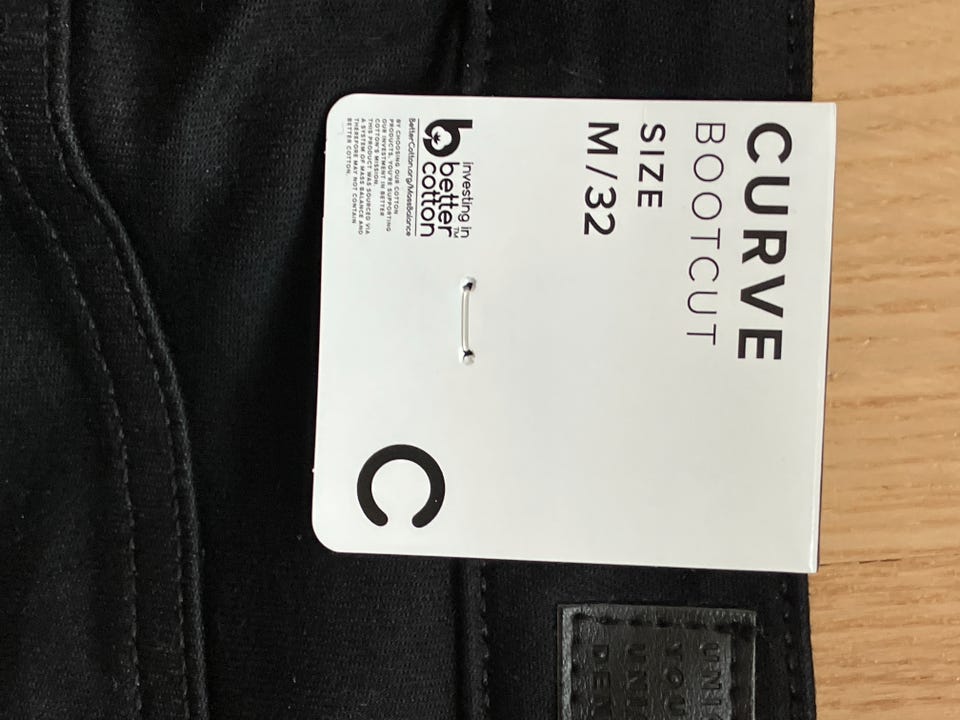 CURVE
BOOTCUT
SIZE
M/32
investing in
better
cotton™
BetterCotton.org/MassBalance
BY CHOOSING OUR COTTON
PRODUCTS, YOU'RE SUPPORTING
OUR INVESTMENT IN BETTER
COTTON'S MISSION.
THIS PRODUCT WAS SOURCED VIA
A SYSTEM OF MASS BALANCE AND
THEREFORE MAY NOT CONTAIN
BETTER COTTON.
C